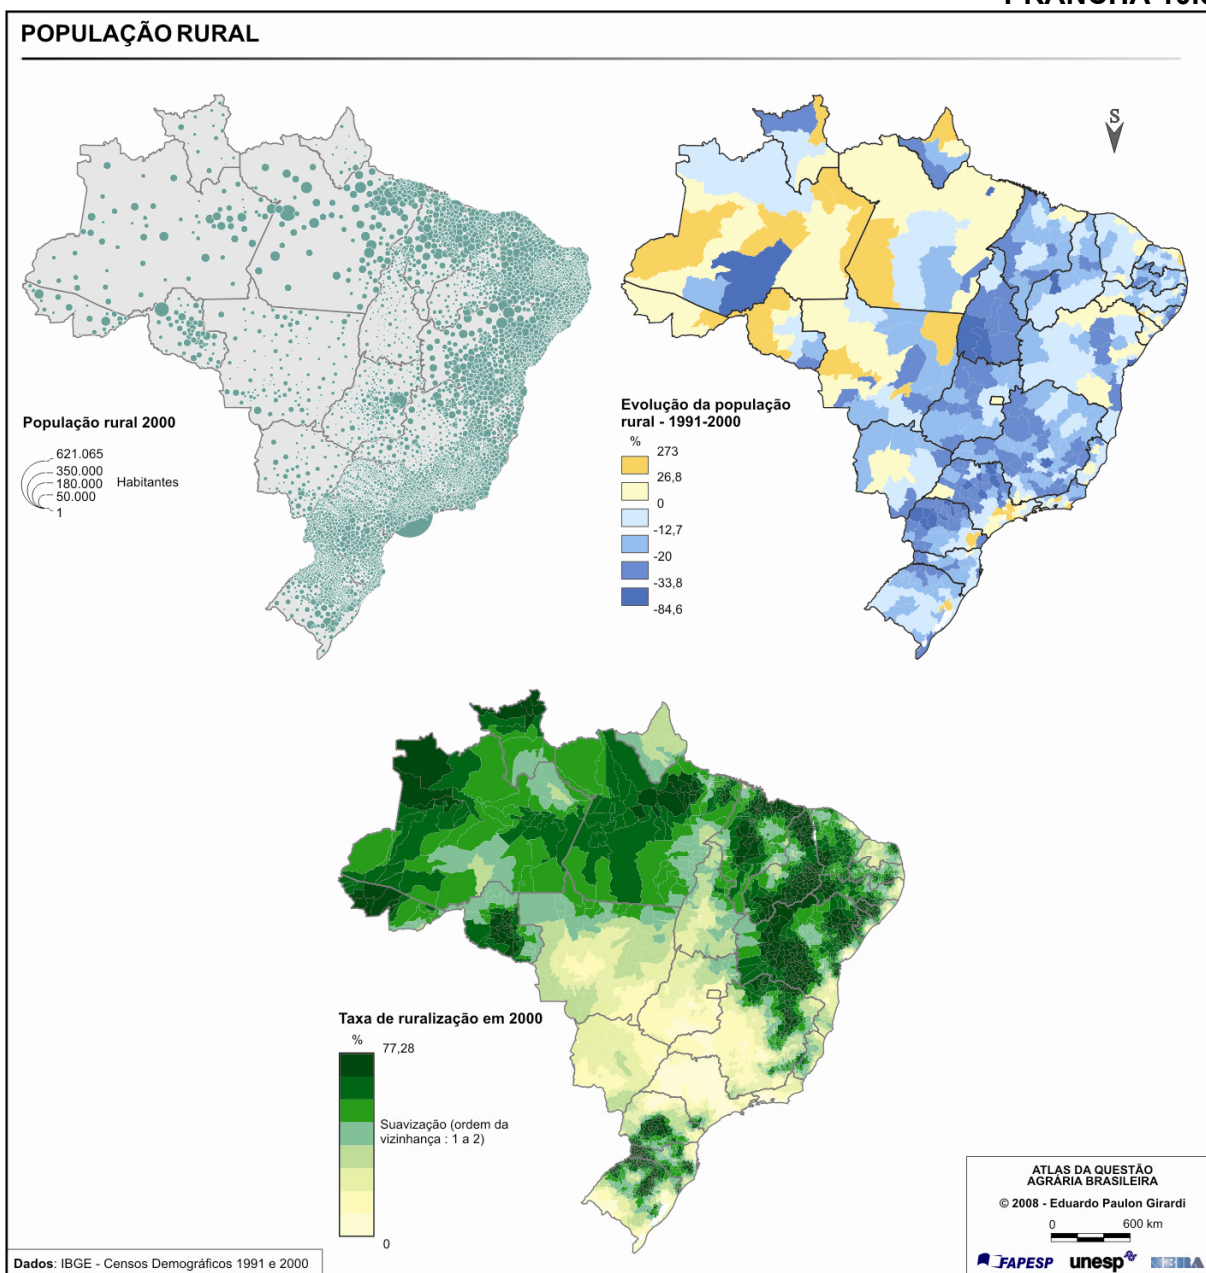 POPULAÇÃO RURAL
S
População rural 2000
621.065
350.000
180.000
50.000
1
Habitantes
Evolução da população
rural - 1991-2000
%
273
26,8
0
-12,7
-20
-33,8
-84,6
Taxa de ruralização em 2000
%
77,28
Suavização (ordem da
vizinhança : 1 a 2)
0
ATLAS DA QUESTÃO
AGRÁRIA BRASILEIRA
© 2008 - Eduardo Paulon Girardi
0 600 km
FAPESP unesp
Dados: IBGE - Censos Demográficos 1991 e 2000